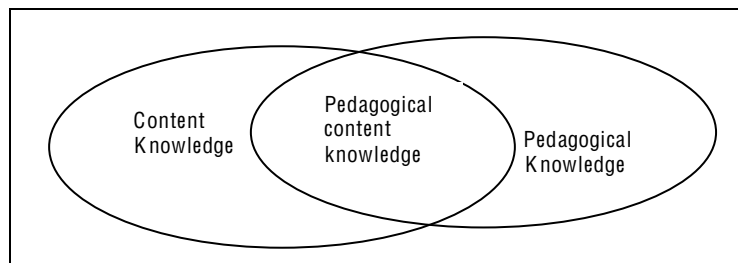 Content
Knowledge
Pedagogical
content
knowledge
Pedagogical
Knowledge